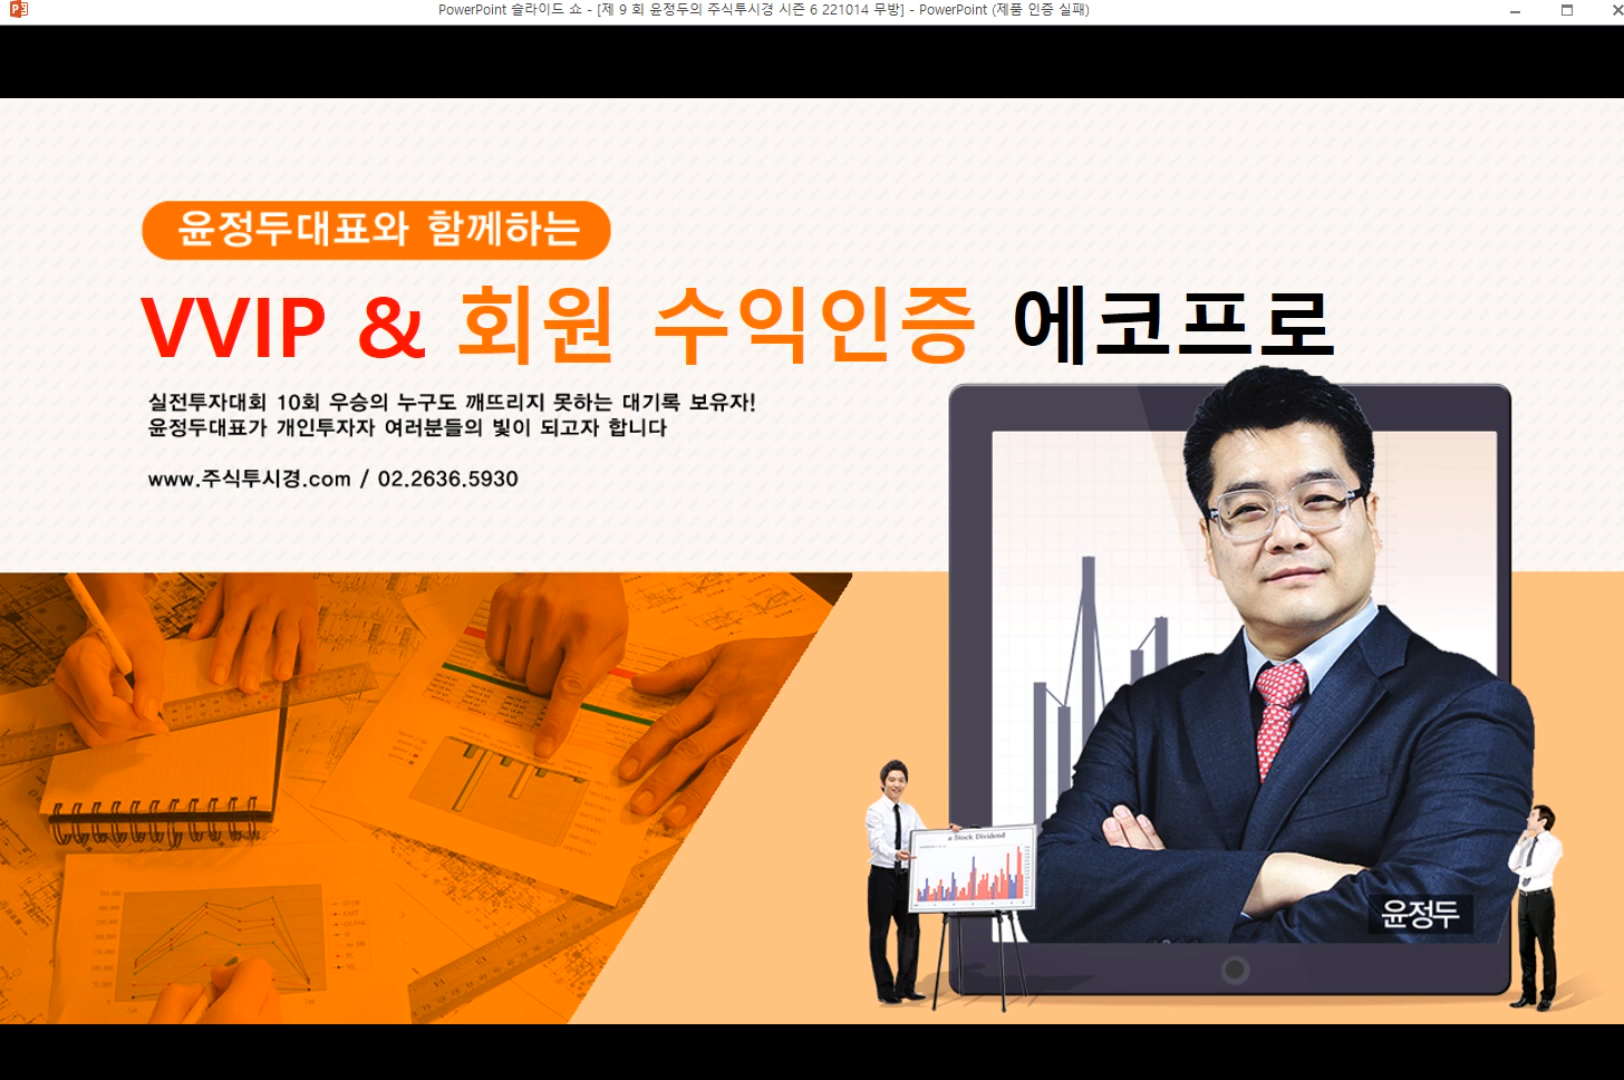 PowerPoint 슬라이드 쇼 - [제 9 회 윤정두의 주식투시경 시즌 6 221014 무방] - PowerPoint (제품 인증 실패)
윤정두대표와 함께하는
VVIP & 회원 수익인증 에코프로
실전투자대회 10회 우승의 누구도 깨뜨리지 못하는 대기록 보유자!
윤정두대표가 개인투자자 여러분들의 빛이 되고자 합니다
www.주식투시경.com / 02.2636.5930
a Stock Dividend
윤정두